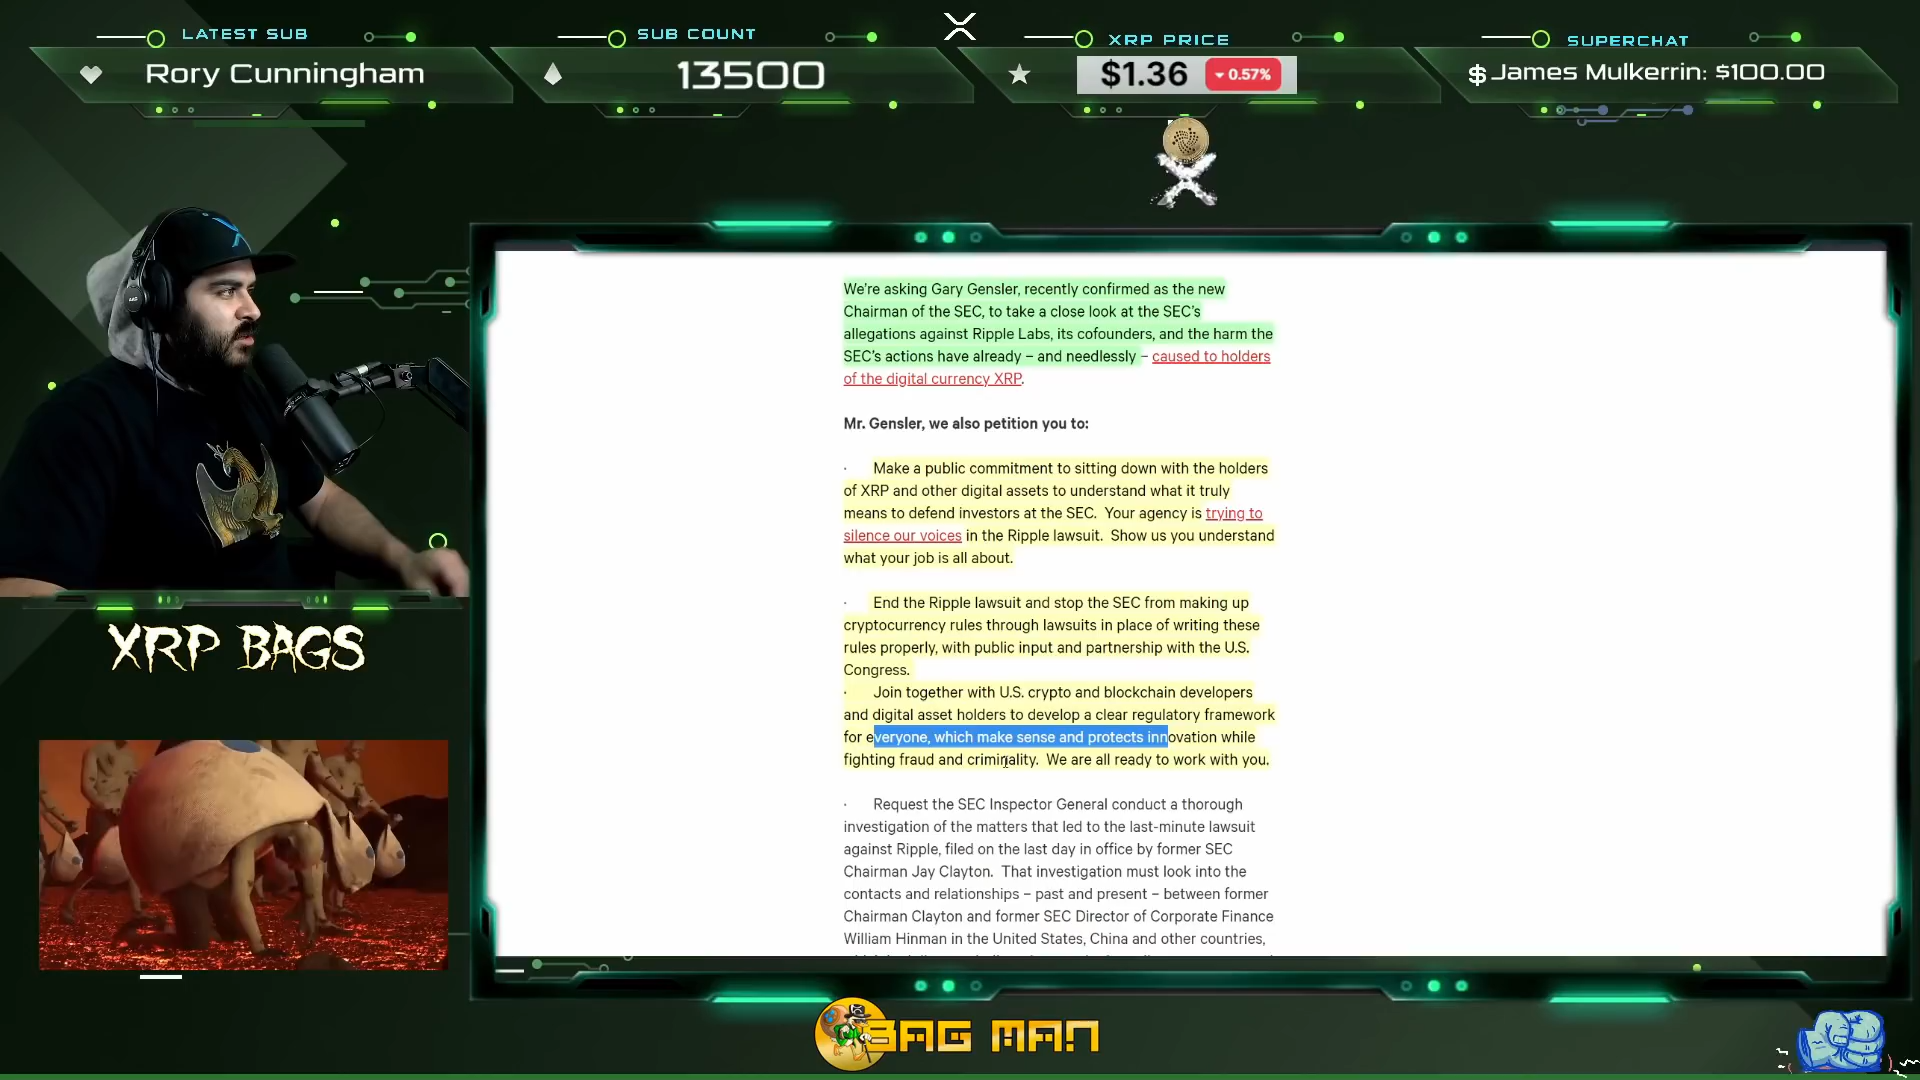 LATEST SUB
Rory Cunningham
SUB COUNT
13500
XRP PRICE
$1.36
0.57%
SUPERCHAT
$ James Mulkerrin: $100.00
We're asking Gary Gensler, recently confirmed as the new
Chairman of the SEC, to take a close look at the SEC's
allegations against Ripple Labs, its cofounders, and the harm the
SEC's actions have already – and needlessly – caused to holders
of the digital currency XRP.
Mr. Gensler, we also petition you to:
· Make a public commitment to sitting down with the holders
of XRP and other digital assets to understand what it truly
means to defend investors at the SEC. Your agency is trying to
silence our voices in the Ripple lawsuit. Show us you understand
what your job is all about.
· End the Ripple lawsuit and stop the SEC from making up
cryptocurrency rules through lawsuits in place of writing these
rules properly, with public input and partnership with the U.S.
Congress.
· Join together with U.S. crypto and blockchain developers
and digital asset holders to develop a clear regulatory framework
for everyone, which make sense and protects innovation while
fighting fraud and criminality. We are all ready to work with you.
· Request the SEC Inspector General conduct a thorough
investigation of the matters that led to the last-minute lawsuit
against Ripple, filed on the last day in office by former SEC
Chairman Jay Clayton. That investigation must look into the
contacts and relationships – past and present – between former
Chairman Clayton and former SEC Director of Corporate Finance
William Hinman in the United States, China and other countries,
XRP BAGS
BAG MAN